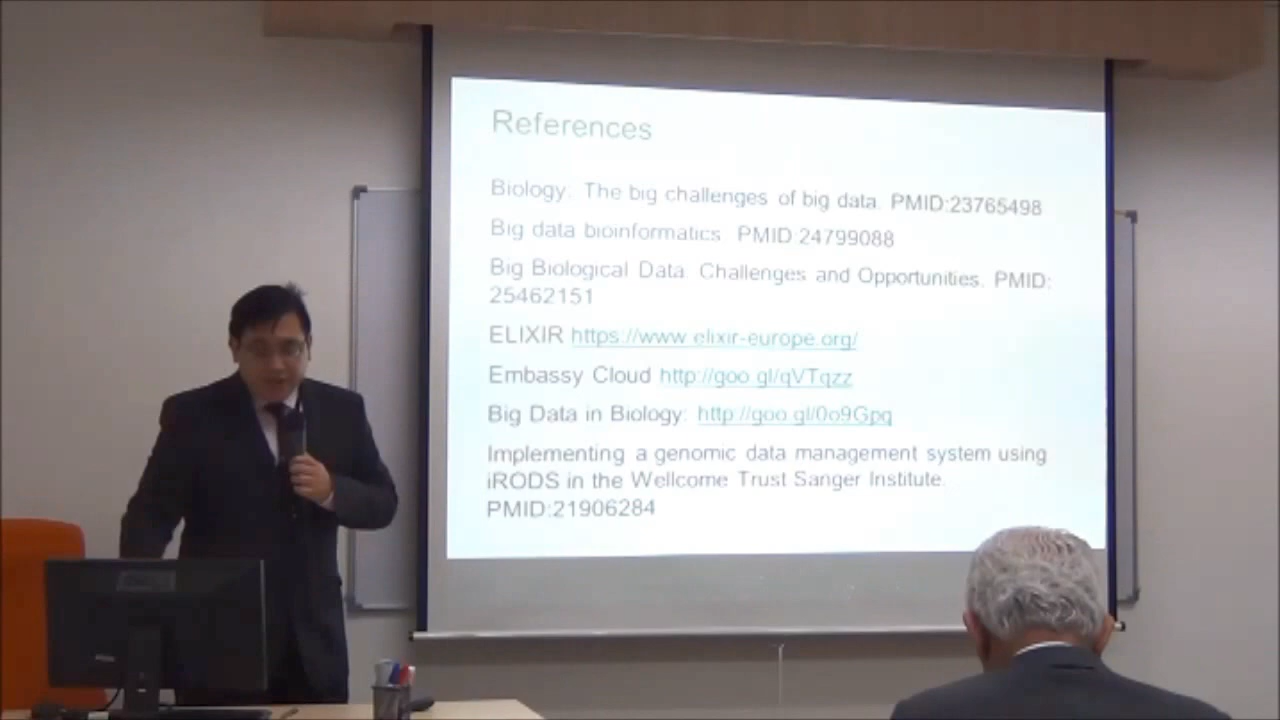 References
Biology: The big challenges of big data. PMID:23765498
Big data bioinformatics. PMID:24799088
Big Biological Data: Challenges and Opportunities. PMID:
25462151
ELIXIR https://www.elixir-europe.org/
Embassy Cloud http://goo.gl/qVTqzz
Big Data in Biology: http://goo.gl/0o9Gpq
Implementing a genomic data management system using
iRODS in the Wellcome Trust Sanger Institute.
PMID:21906284